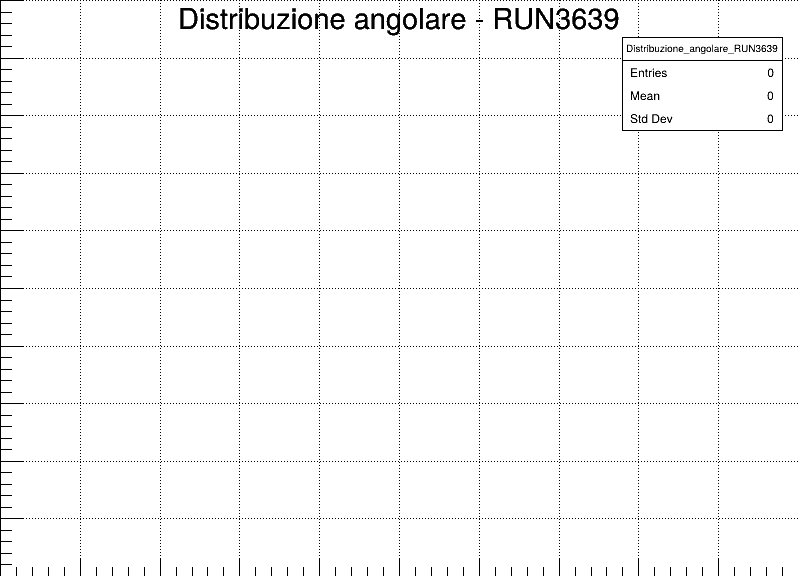 Distribuzione angolare - RUN3639
Distribuzione_angolare_RUN3639
Entries 0
Mean 0
Std Dev 0